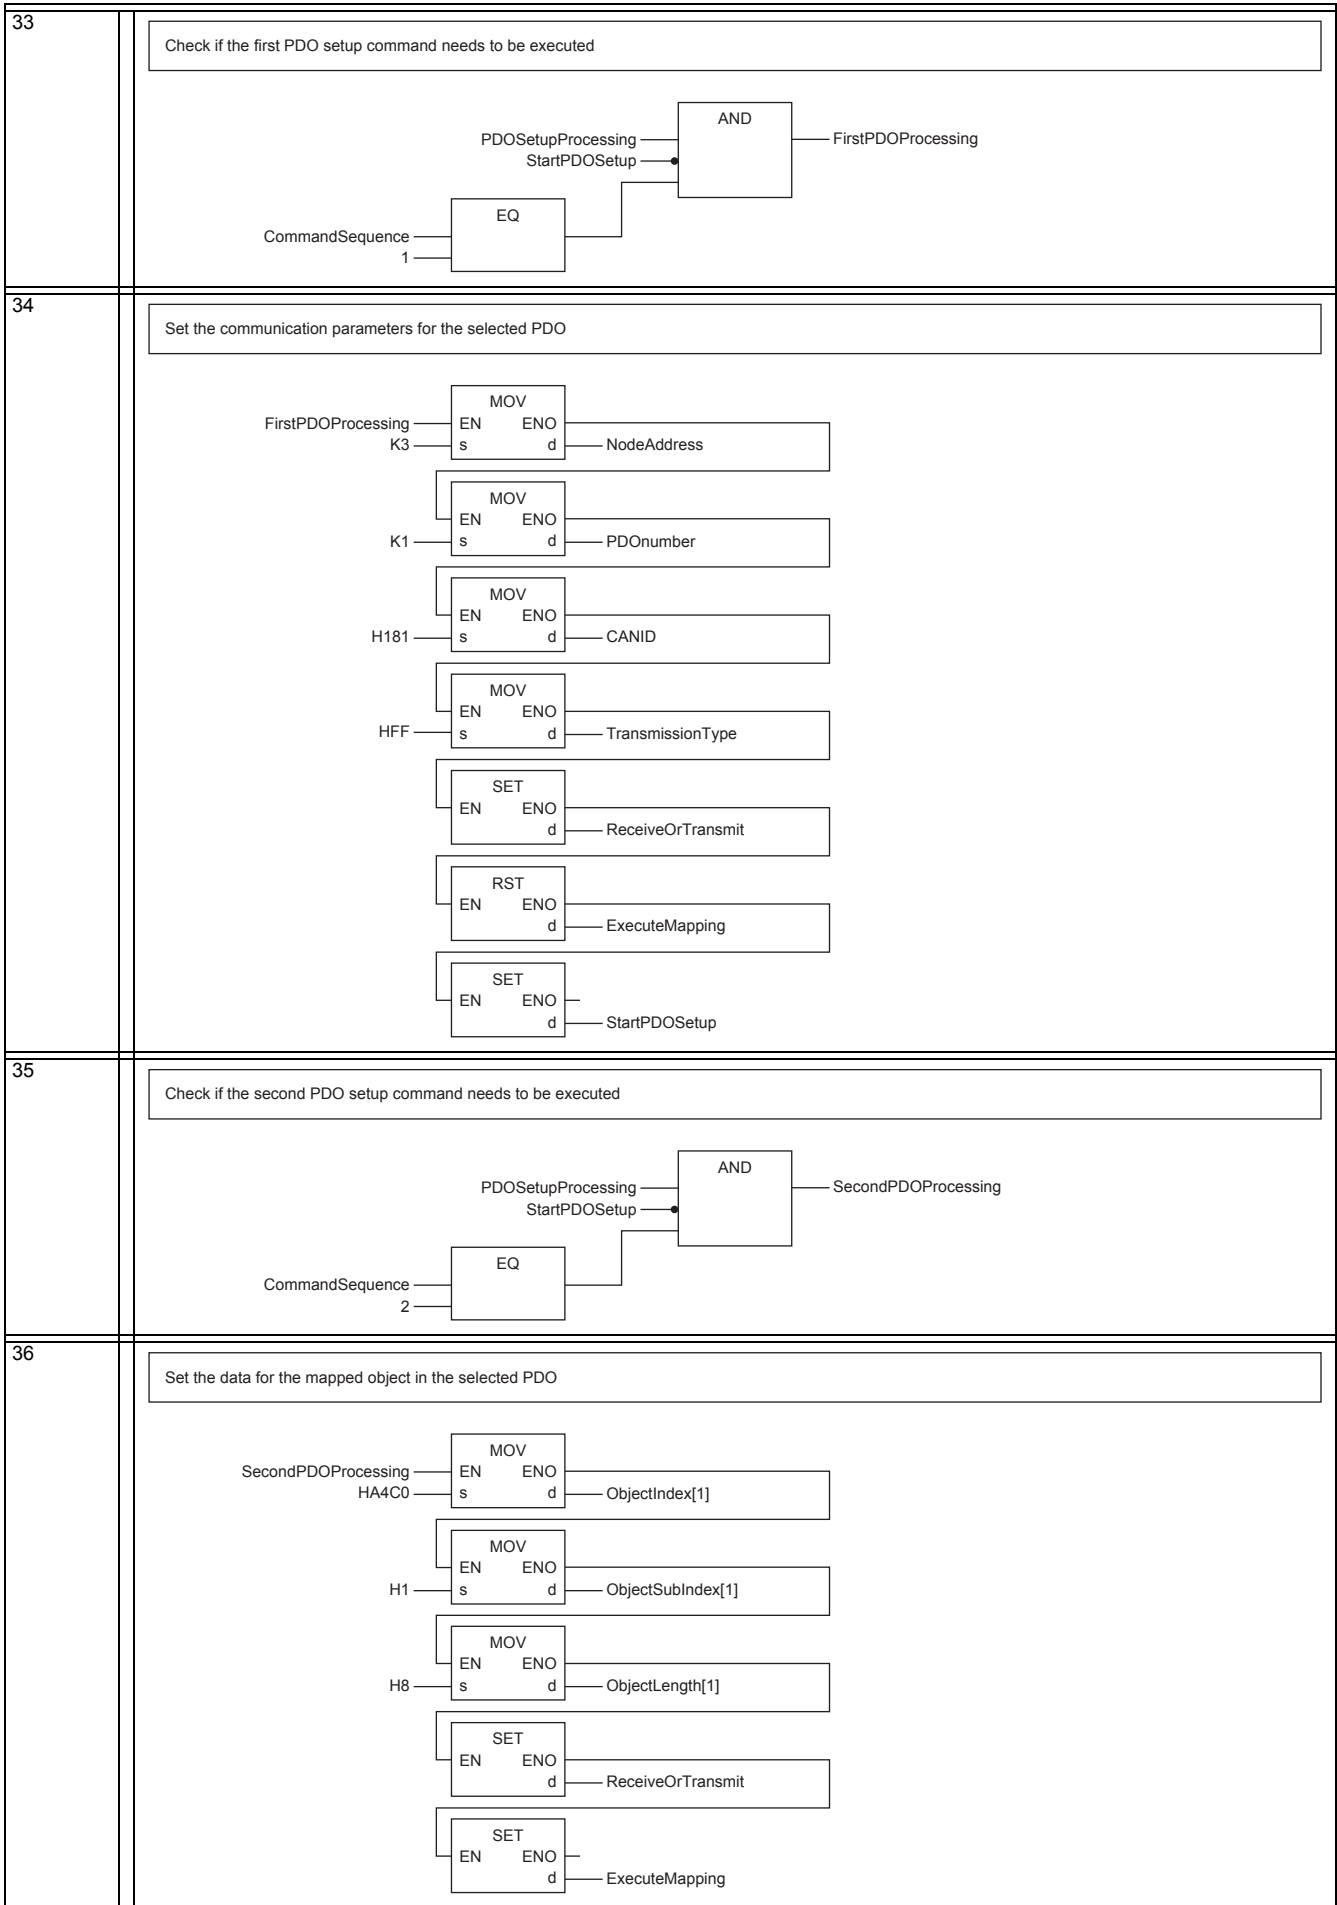 33
Check if the first PDO setup command needs to be executed
AND
PDOSetupProcessing
FirstPDOProcessing
StartPDOSetup
EQ
CommandSequence
1
34
Set the communication parameters for the selected PDO
MOV
FirstPDOProcessing EN ENO
K3 s d NodeAddress
MOV
EN ENO
K1 s d PDOnumber
MOV
EN ENO
H181 s d CANID
MOV
EN ENO
HFF s d TransmissionType
SET
EN ENO
d ReceiveOrTransmit
RST
EN ENO
d ExecuteMapping
SET
EN ENO
d StartPDOSetup
35
Check if the second PDO setup command needs to be executed
AND
PDOSetupProcessing
SecondPDOProcessing
StartPDOSetup
EQ
CommandSequence
2
36
Set the data for the mapped object in the selected PDO
MOV
SecondPDOProcessing EN ENO
HA4C0 s d ObjectIndex[1]
MOV
EN ENO
H1 s d ObjectSubIndex[1]
MOV
EN ENO
H8 s d ObjectLength[1]
SET
EN ENO
d ReceiveOrTransmit
SET
EN ENO
d ExecuteMapping